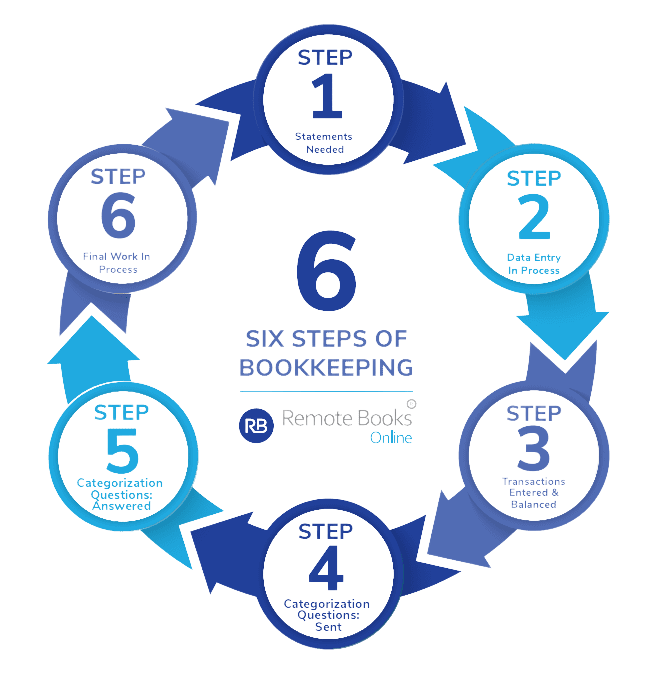 STEP
1
Statements
Needed
STEP
2
Data Entry
In Process
STEP
3
Transactions
Entered &
Balanced
STEP
4
Categorization
Questions:
Sent
STEP
5
Categorization
Questions:
Answered
STEP
6
Final Work In
Process
6
SIX STEPS OF
BOOKKEEPING
RB Remote Books
Online